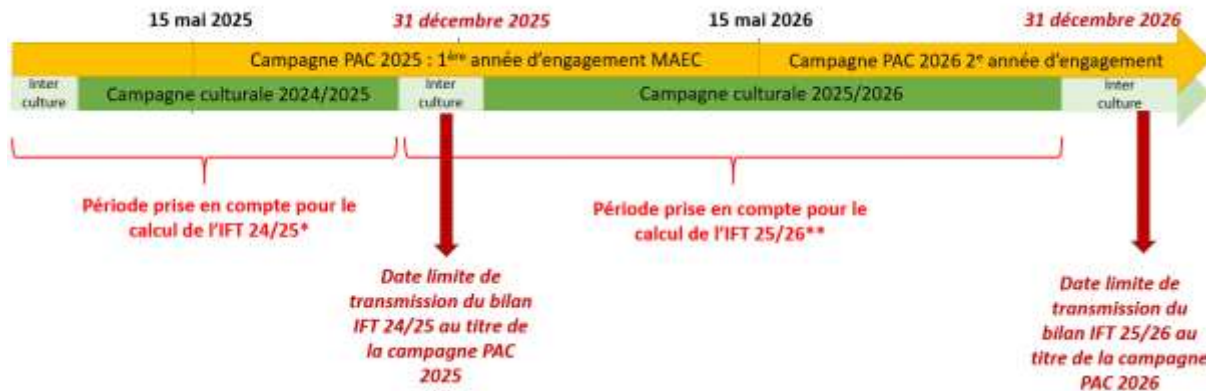 15 mai 2025
31 décembre 2025
15 mai 2026
31 décembre 2026
Campagne PAC 2025 : 1ère année d'engagement MAEC
Campagne PAC 2026 2e année d'engagement
Inter
culture
Campagne culturale 2024/2025
Inter
culture
Campagne culturale 2025/2026
Inter
culture
Période prise en compte pour le
calcul de l'IFT 24/25*
Période prise en compte pour le
calcul de l'IFT 25/26**
Date limite de
transmission du bilan
IFT 24/25 au titre de
la campagne PAC
2025
Date limite de
transmission du
bilan IFT 25/26 au
titre de la campagne
PAC 2026